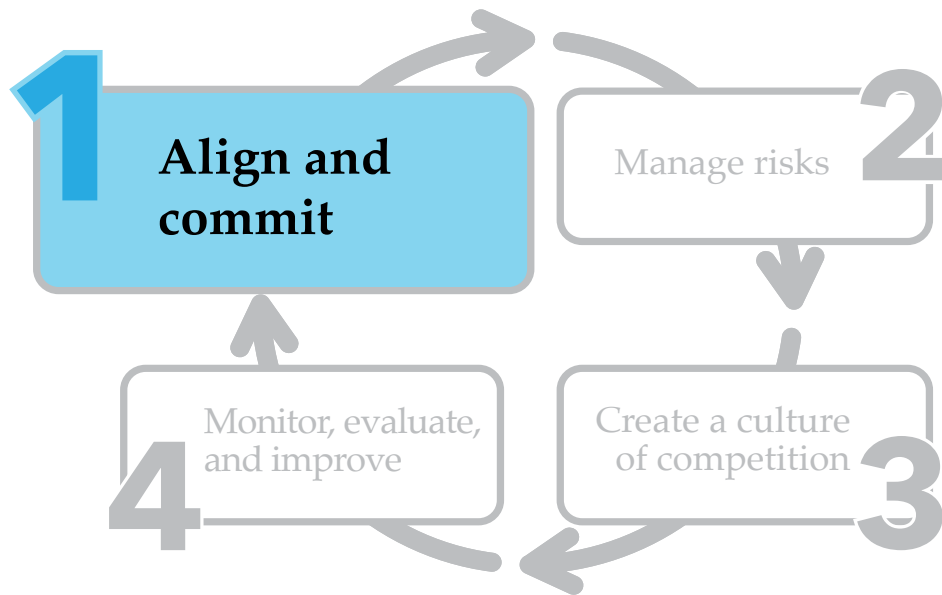 1
Align and
commit
2
Manage risks
3
Create a culture
of competition
4
Monitor, evaluate,
and improve